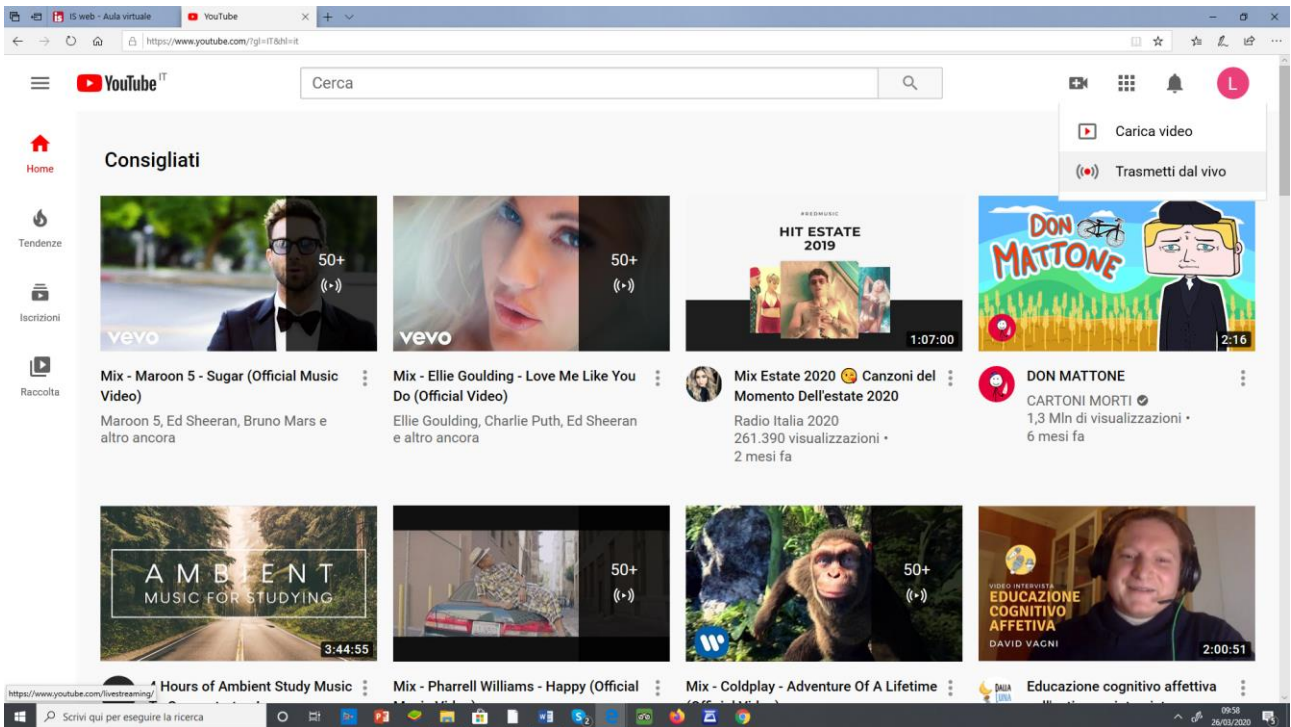 IS web - Aula virtuale
YouTube
https://www.youtube.com/?gl=IT&hl=it
YouTube IT
Cerca
L
Carica video
Trasmetti dal vivo
Home
Tendenze
Iscrizioni
Raccolta
Consigliati
50+
vevo
50+
vevo
#REDMUSIC
HIT ESTATE
2019
1:07:00
DON
MATTONE
2:16
Mix - Maroon 5 - Sugar (Official Music
Video)
Maroon 5, Ed Sheeran, Bruno Mars e
altro ancora
Mix - Ellie Goulding - Love Me Like You
Do (Official Video)
Ellie Goulding, Charlie Puth, Ed Sheeran
e altro ancora
Mix Estate 2020 😘 Canzoni del
Momento Dell'estate 2020
Radio Italia 2020
261.390 visualizzazioni •
2 mesi fa
DON MATTONE
CARTONI MORTI
1,3 Mln di visualizzazioni •
6 mesi fa
AMBIENT
MUSIC FOR STUDYING
3:44:55
50+
50+
VIDEO INTERVISTA
EDUCAZIONE
COGNITIVO
AFFETTIVA
DAVID VAGNI
2:00:51
https://www.youtube.com/livestreaming/
Hours of Ambient Study Music
Mix - Pharrell Williams - Happy (Official
Mix - Coldplay - Adventure Of A Lifetime
DALLA
LUNA
Educazione cognitivo affettiva
Scrivi qui per eseguire la ricerca
09:58
26/03/2020